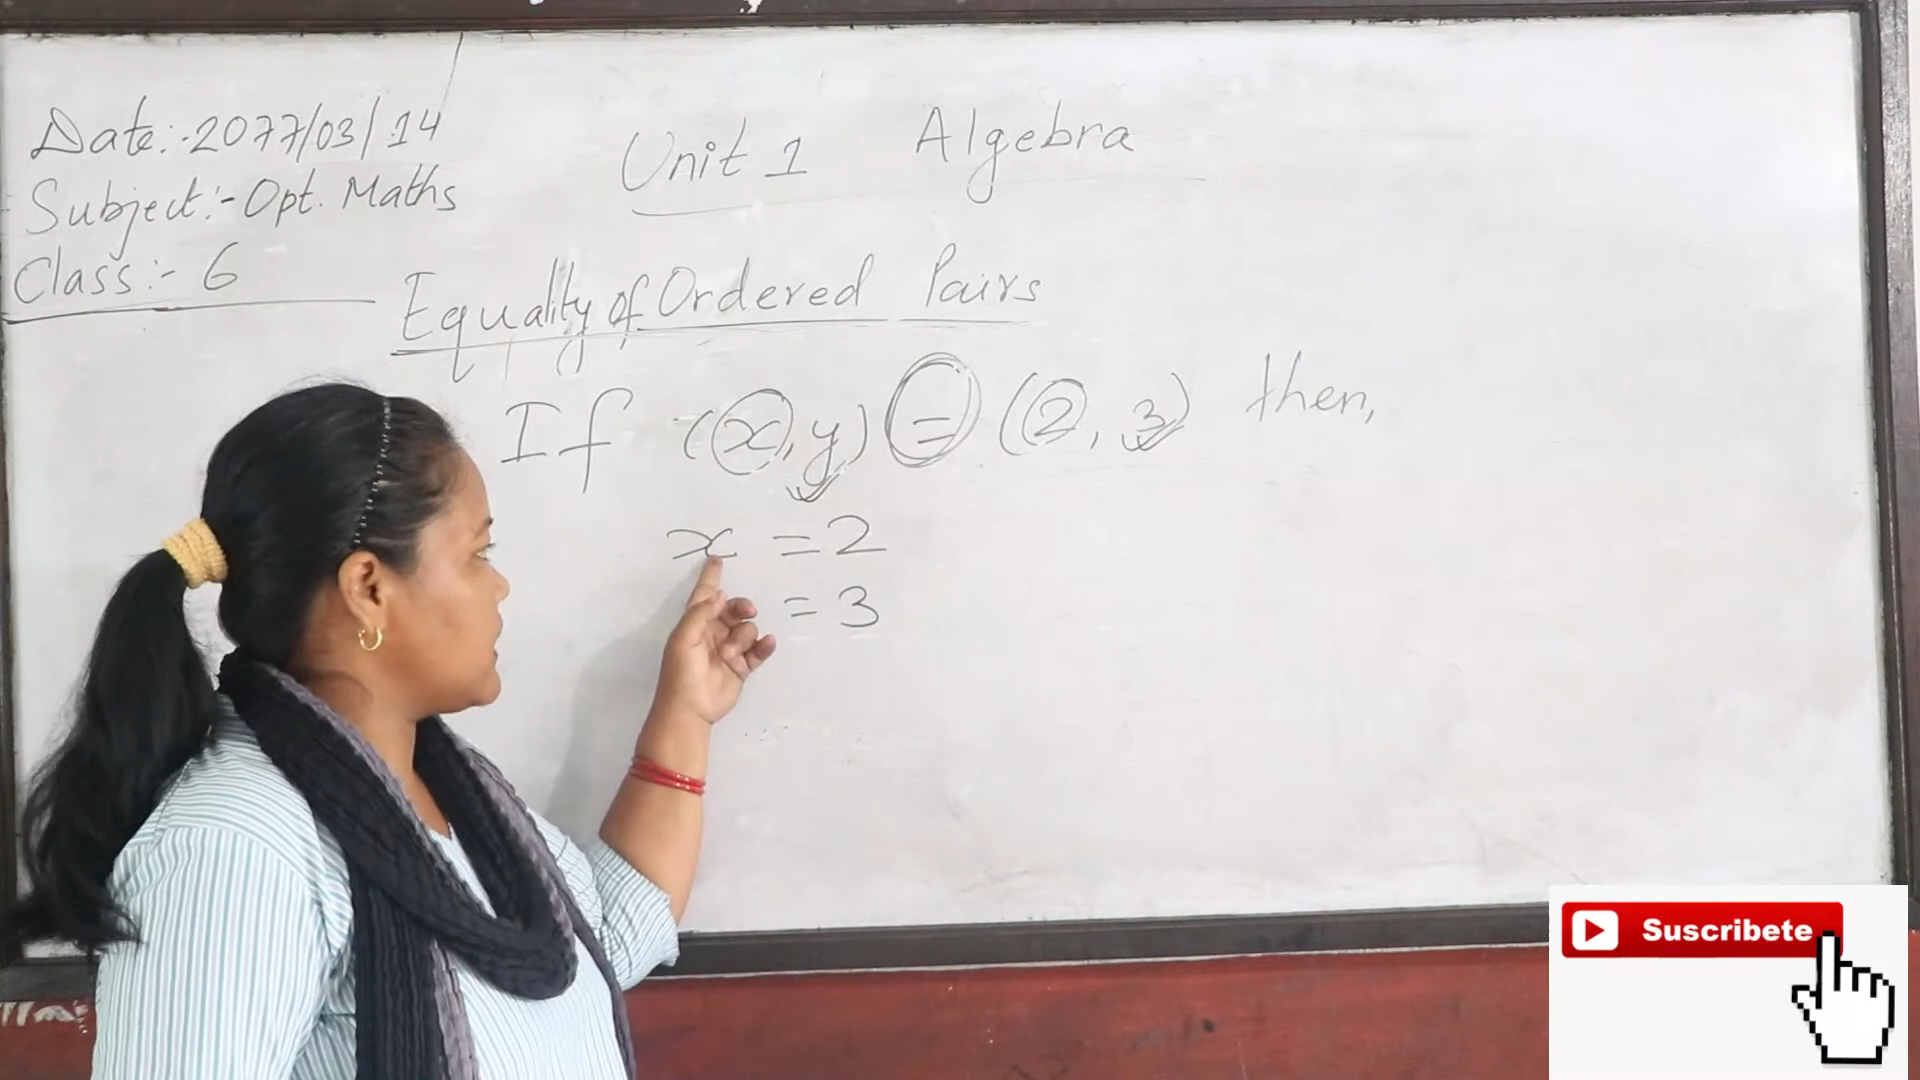 Date:-2077/03/14
Subject:-Opt. Maths
Class:- 6
Unit 1 Algebra
Equality of Ordered Pairs
If (x, y) = (2, 3) then,
x = 2
= 3
Suscribete